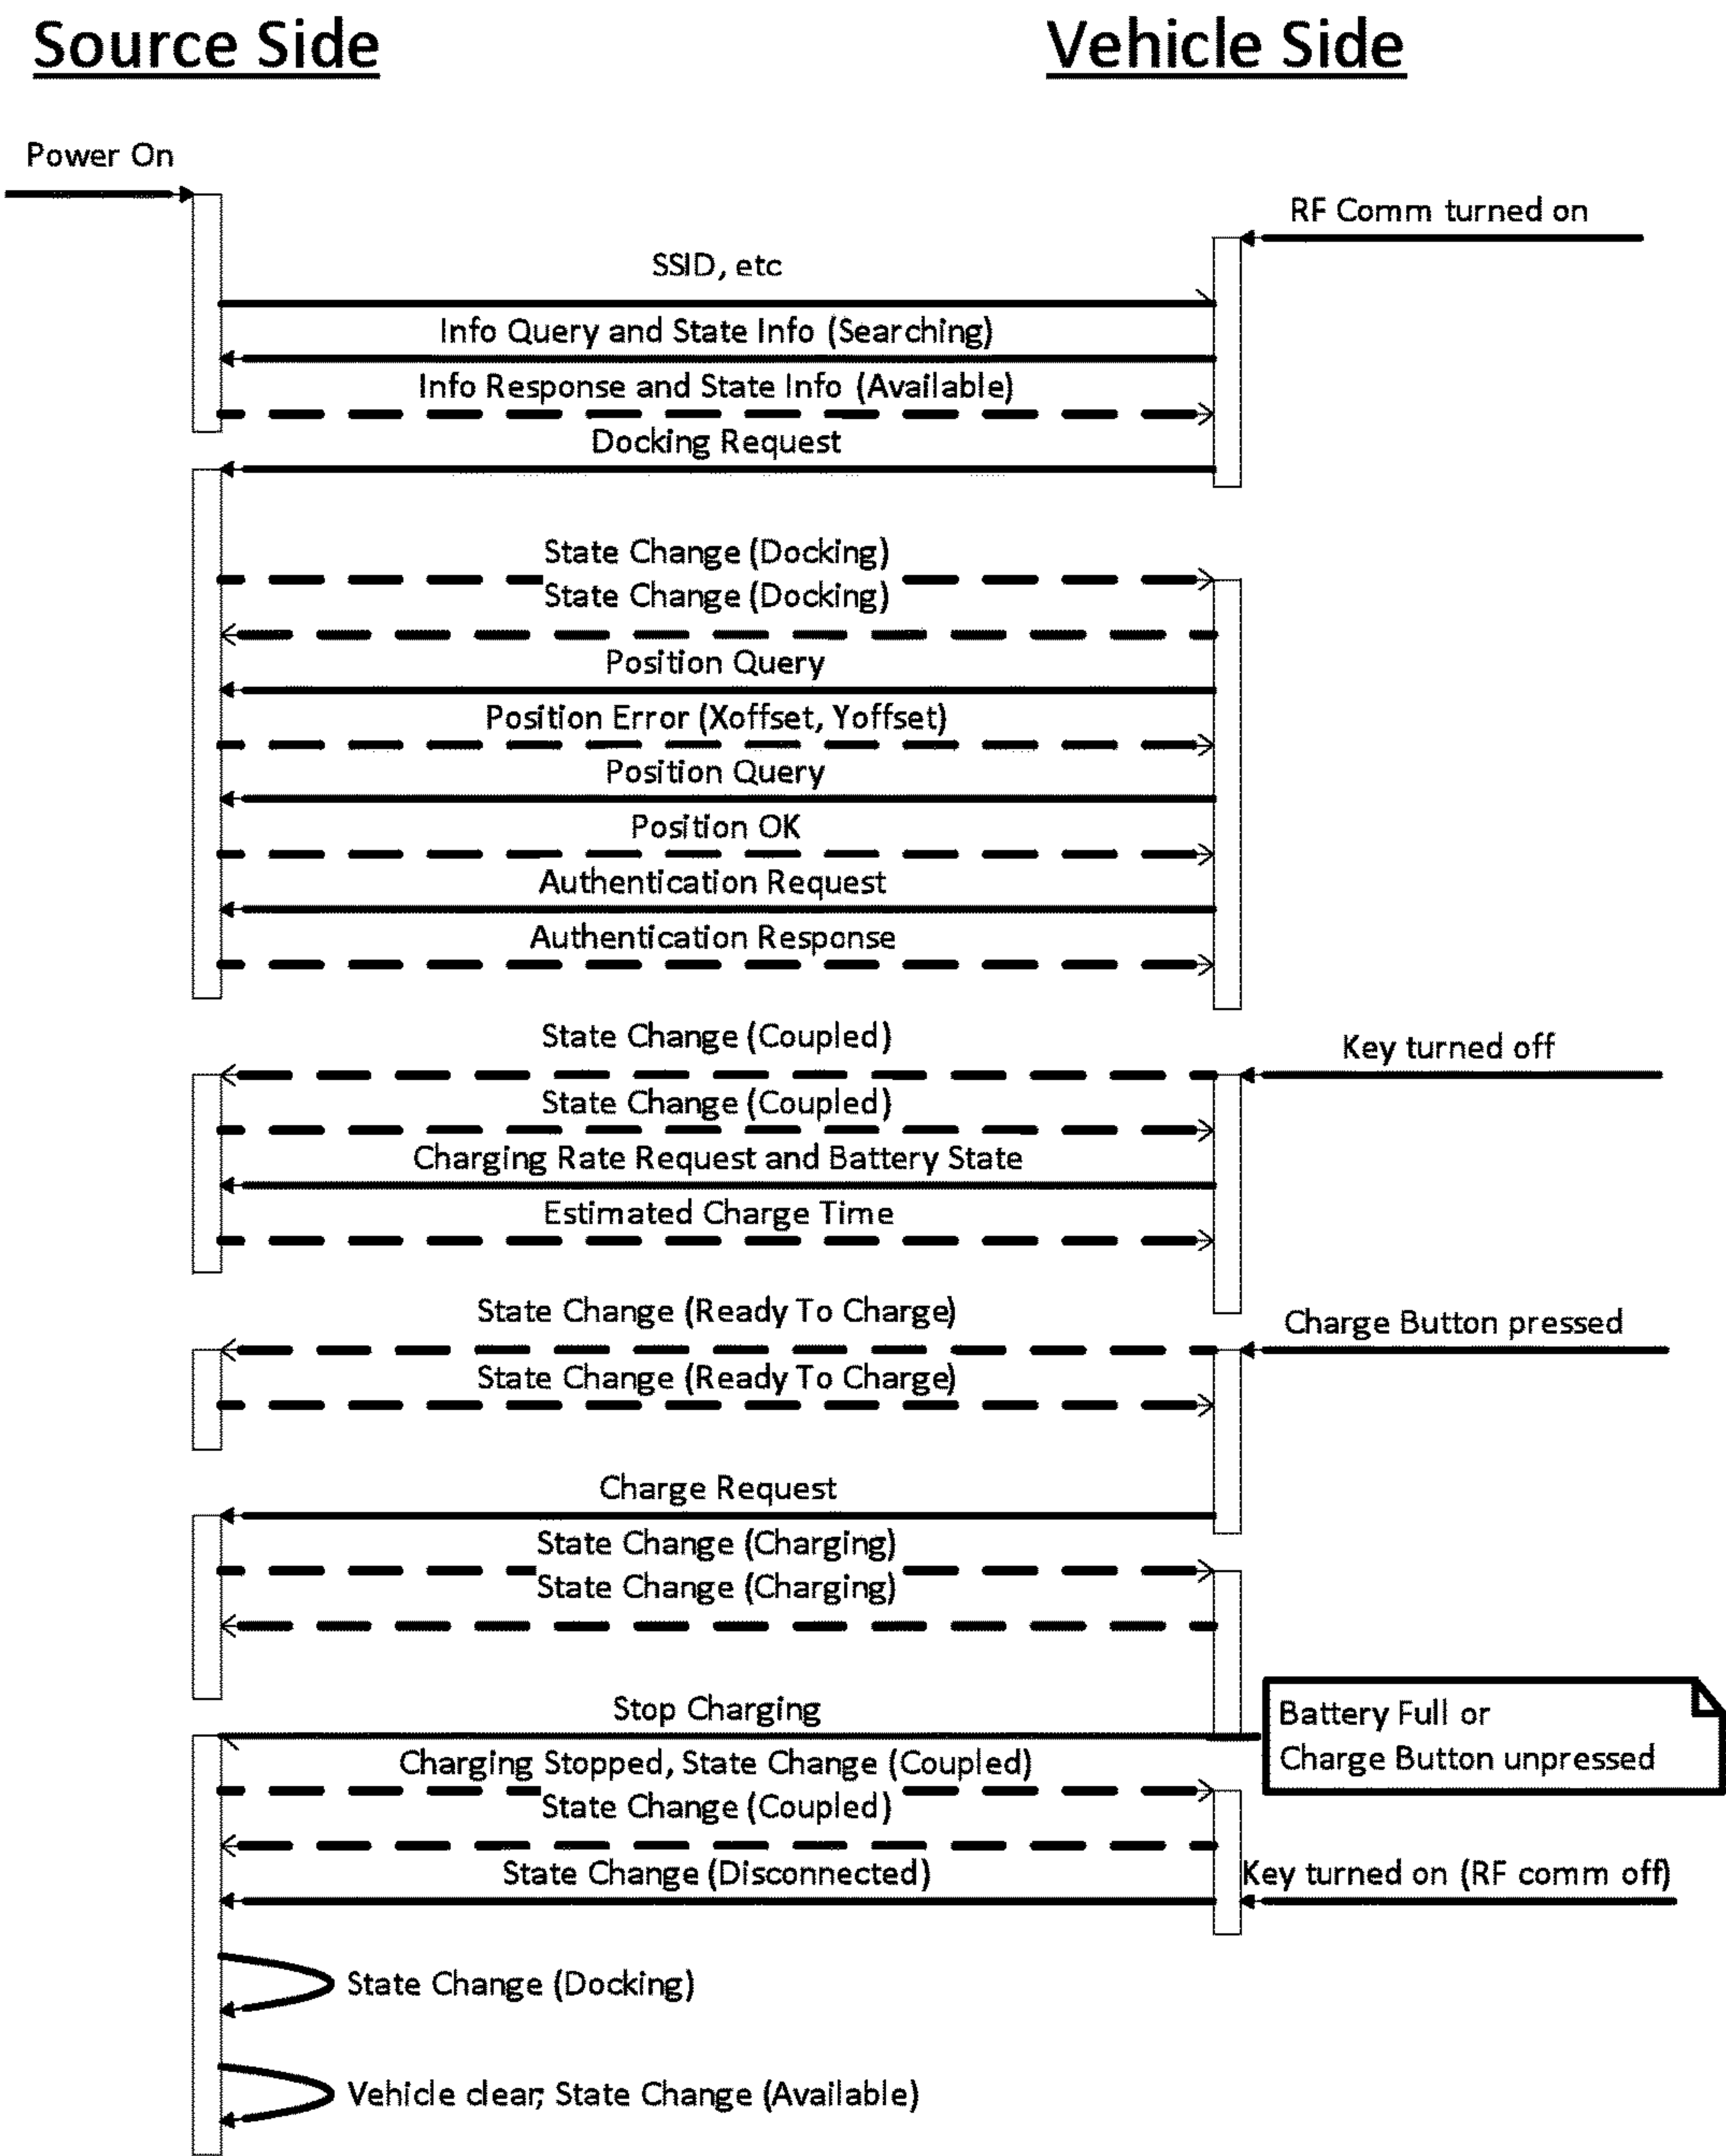 Source Side
Vehicle Side
Power On
RF Comm turned on
SSID, etc
Info Query and State Info (Searching)
Info Response and State Info (Available)
Docking Request
State Change (Docking)
State Change (Docking)
Position Query
Position Error (Xoffset, Yoffset)
Position Query
Position OK
Authentication Request
Authentication Response
State Change (Coupled)
Key turned off
State Change (Coupled)
Charging Rate Request and Battery State
Estimated Charge Time
State Change (Ready To Charge)
Charge Button pressed
State Change (Ready To Charge)
Charge Request
State Change (Charging)
State Change (Charging)
Stop Charging
Battery Full or
Charge Button unpressed
Charging Stopped, State Change (Coupled)
State Change (Coupled)
State Change (Disconnected)
Key turned on (RF comm off)
State Change (Docking)
Vehicle clear; State Change (Available)